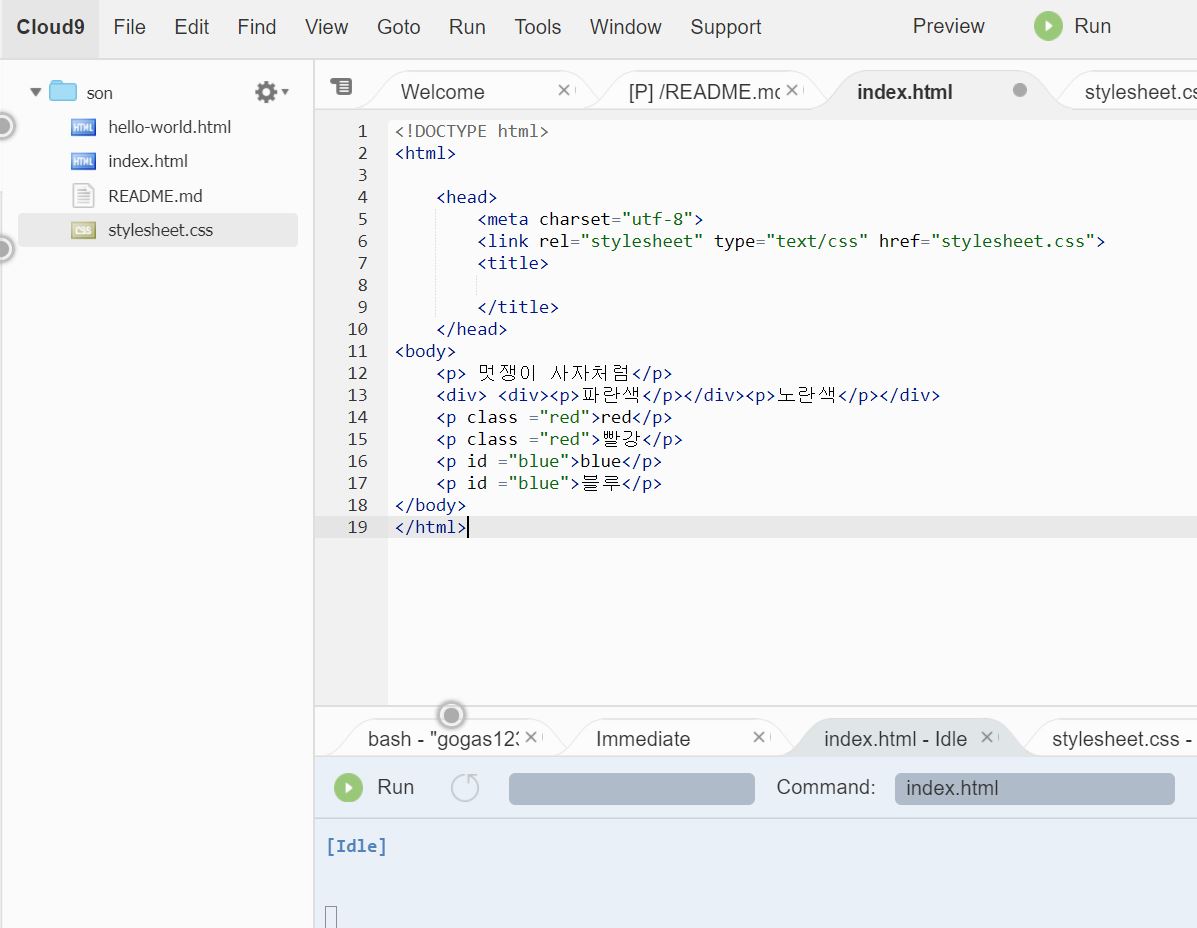 Cloud9 File Edit Find View Goto Run Tools Window Support Preview Run
son
hello-world.html
index.html
README.md
stylesheet.css
Welcome [P] /README.mc index.html stylesheet.cs
1 <!DOCTYPE html>
2 <html>
3
4 <head>
5 <meta charset="utf-8">
6 <link rel="stylesheet" type="text/css" href="stylesheet.css">
7 <title>
8
9 </title>
10 </head>
11 <body>
12 <p> 멋쟁이 사자처럼</p>
13 <div> <div><p>파란색</p></div><p>노란색</p></div>
14 <p class ="red">red</p>
15 <p class ="red">빨강</p>
16 <p id ="blue">blue</p>
17 <p id ="blue">블루</p>
18 </body>
19 </html>
bash - "gogas123 Immediate index.html - Idle stylesheet.css -
Run Command: index.html
[Idle]